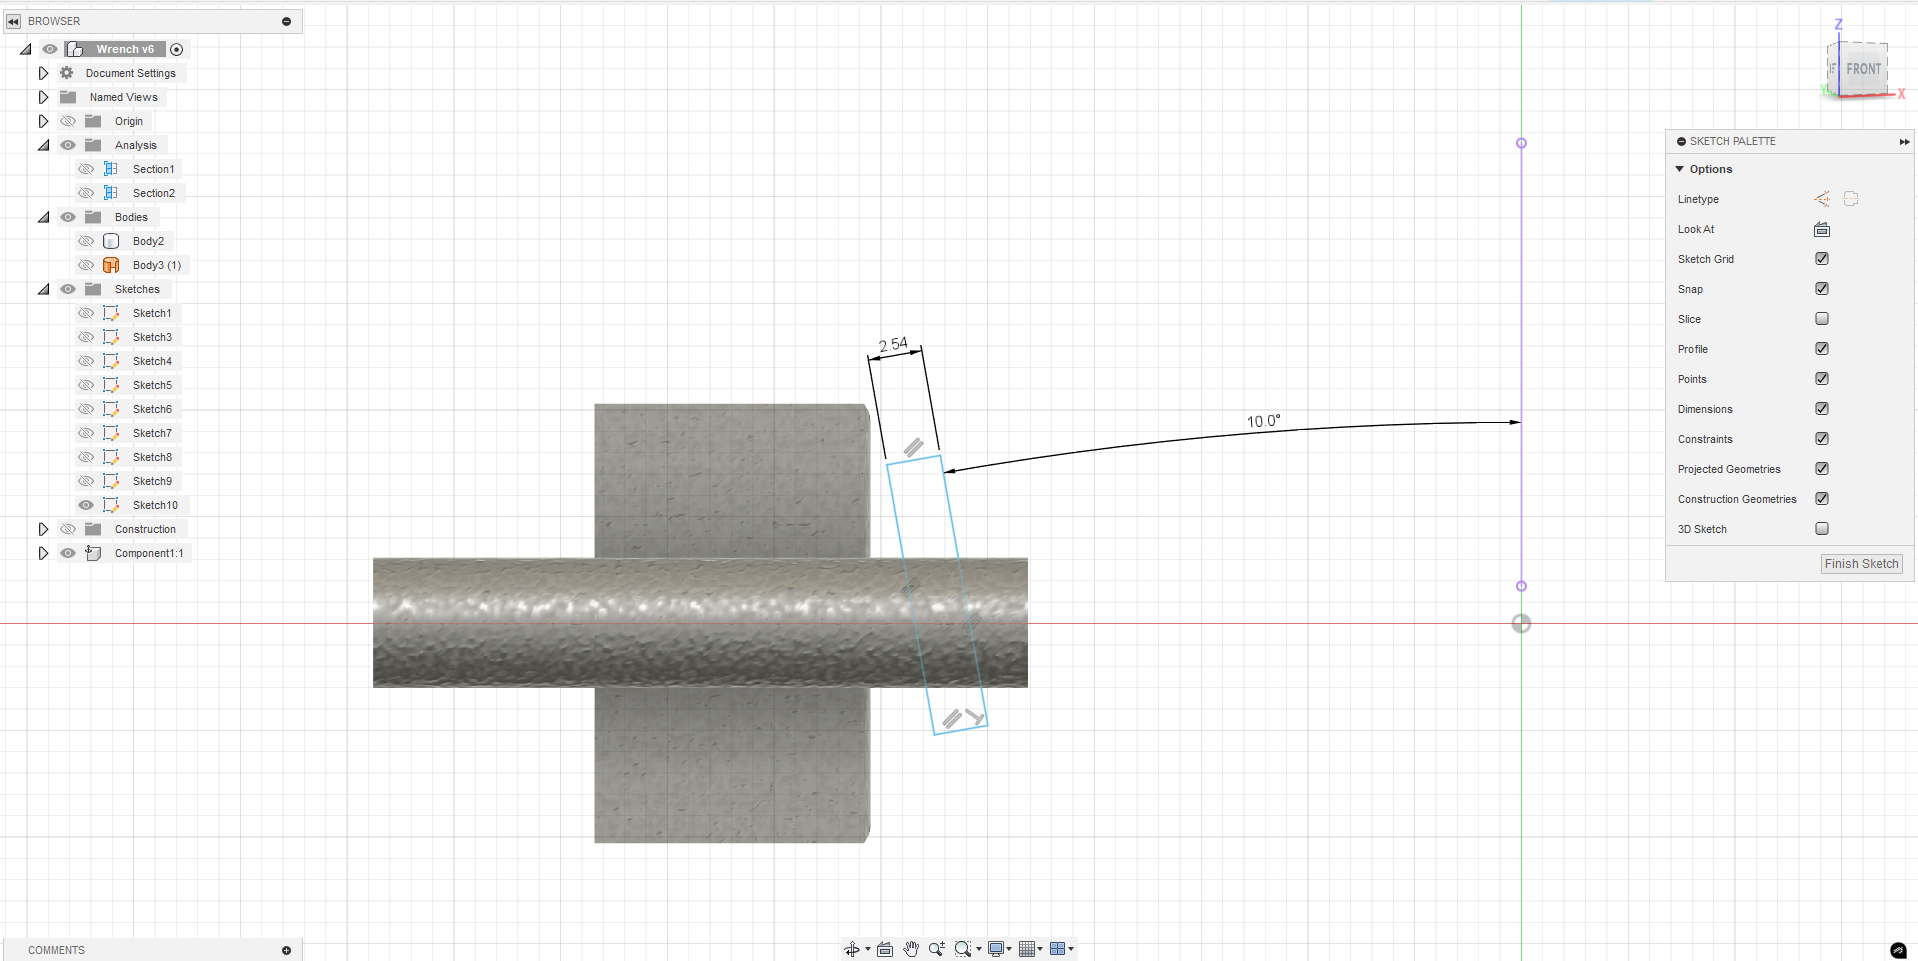 BROWSER
Wrench v6
Document Settings
Named Views
Origin
Analysis
Section1
Section2
Bodies
Body2
Body3 (1)
Sketches
Sketch1
Sketch3
Sketch4
Sketch5
Sketch6
Sketch7
Sketch8
Sketch9
Sketch10
Construction
Component1:1
2.54
10.0°
Z
FRONT
X
Y
SKETCH PALETTE
Options
Linetype
Look At
Sketch Grid
Snap
Slice
Profile
Points
Dimensions
Constraints
Projected Geometries
Construction Geometries
3D Sketch
Finish Sketch
COMMENTS